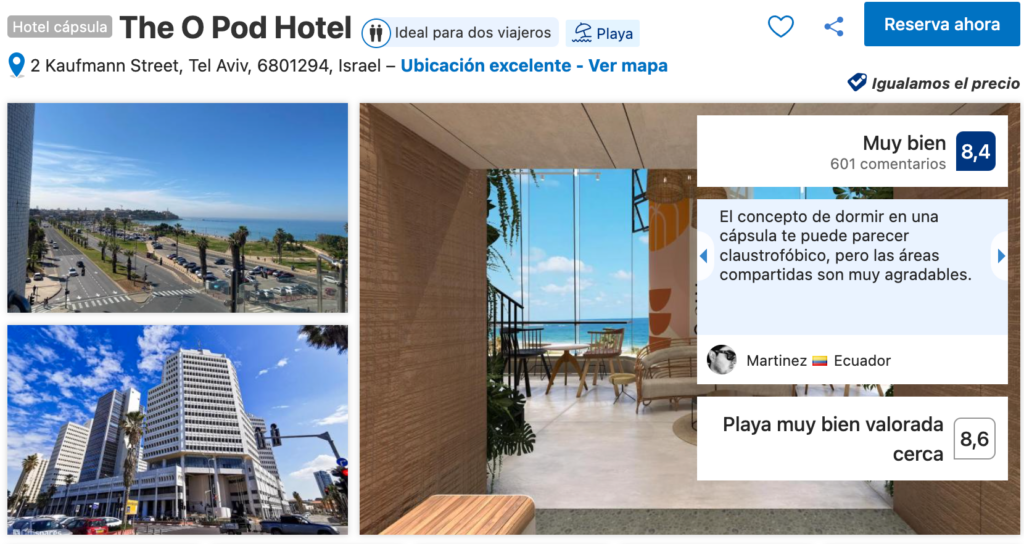 Hotel cápsula The O Pod Hotel Ideal para dos viajeros Playa Reserva ahora
2 Kaufmann Street, Tel Aviv, 6801294, Israel – Ubicación excelente - Ver mapa
Igualamos el precio
Muy bien 8,4
601 comentarios
El concepto de dormir en una
cápsula te puede parecer
claustrofóbico, pero las áreas
compartidas son muy agradables.
Martinez Ecuador
Playa muy bien valorada
cerca 8,6